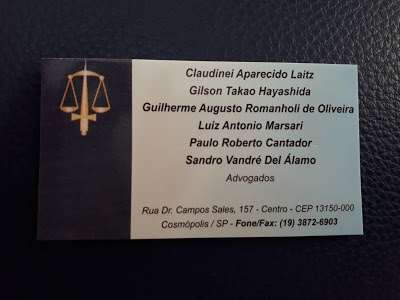 Claudinei Aparecido Laitz
Gilson Takao Hayashida
Guilherme Augusto Romanholi de Oliveira
Luiz Antonio Marsari
Paulo Roberto Cantador
Sandro Vandré Del Álamo
Advogados
Rua Dr. Campos Sales, 157 - Centro - CEP 13150-000
Cosmópolis / SP - Fone/Fax: (19) 3872-6903